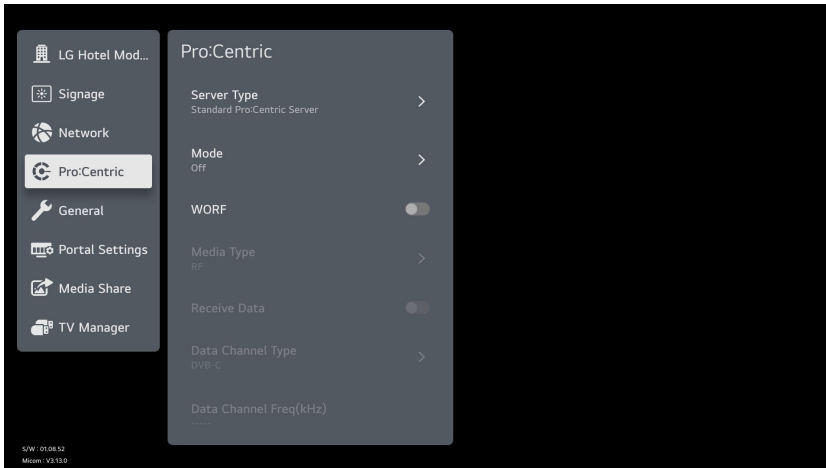 LG Hotel Mod...
Signage
Network
Pro:Centric
General
Portal Settings
Media Share
TV Manager
Pro:Centric
Server Type
Standard Pro:Centric Server
Mode
Off
WORF
Media Type
RF
Receive Data
Data Channel Type
DVB-C
Data Channel Freq(kHz)
-----
S/W : 01.08.52
Micom : V3.13.0